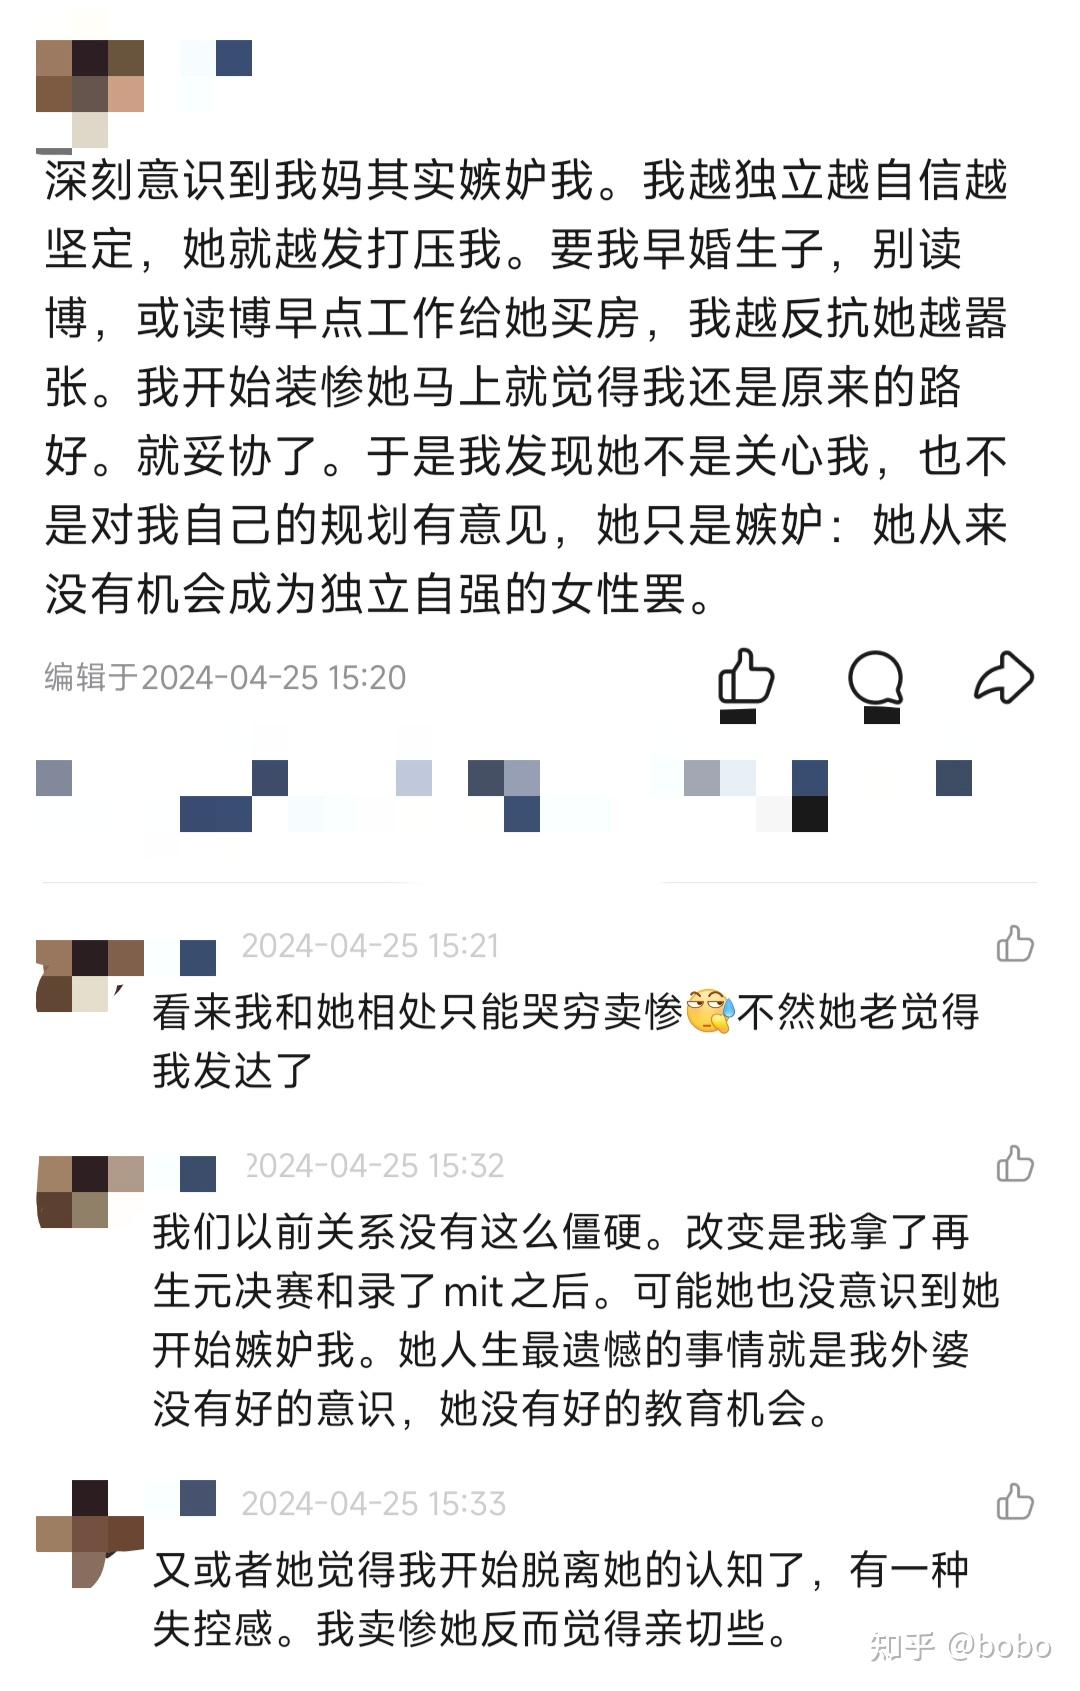 深刻意识到我妈其实嫉妒我。我越独立越自信越
坚定，她就越发打压我。要我早婚生子，别读
博，或读博早点工作给她买房，我越反抗她越嚣
张。我开始装惨她马上就觉得我还是原来的路
好。就妥协了。于是我发现她不是关心我，也不
是对我自己的规划有意见，她只是嫉妒：她从来
没有机会成为独立自强的女性罢。
编辑于2024-04-25 15:20
2024-04-25 15:21
看来我和她相处只能哭穷卖惨不然她老觉得
我发达了
2024-04-25 15:32
我们以前关系没有这么僵硬。改变是我拿了再
生元决赛和录了mit之后。可能她也没意识到她
开始嫉妒我。她人生最遗憾的事情就是我外婆
没有好的意识，她没有好的教育机会。
2024-04-25 15:33
又或者她觉得我开始脱离她的认知了，有一种
失控感。我卖惨她反而觉得亲切些。
知乎 @bobo